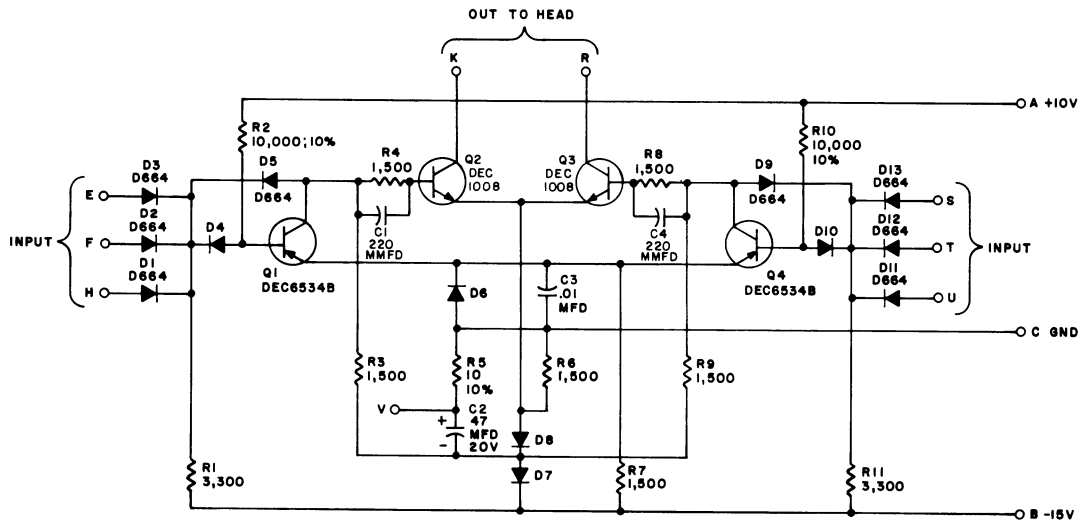 OUT TO HEAD
K
R
A +10V
R2
10,000; 10%
R10
10,000
10%
D3
D664
D5
D664
R4
1,500
Q2
DEC
1008
Q3
DEC
1008
R8
1,500
D9
D664
D13
D664
E
S
INPUT
D2
D664
F
D4
C1
220
MMFD
C4
220
MMFD
D10
D12
D664
T
INPUT
D1
D664
H
Q1
DEC6534B
Q4
DEC6534B
D11
D664
U
D6
C3
.01
MFD
C GND
R3
1,500
R5
10
10%
R6
1,500
R9
1,500
V
C2
+
47
MFD
-
20V
D8
D7
R1
3,300
R7
1,500
R11
3,300
B -15V